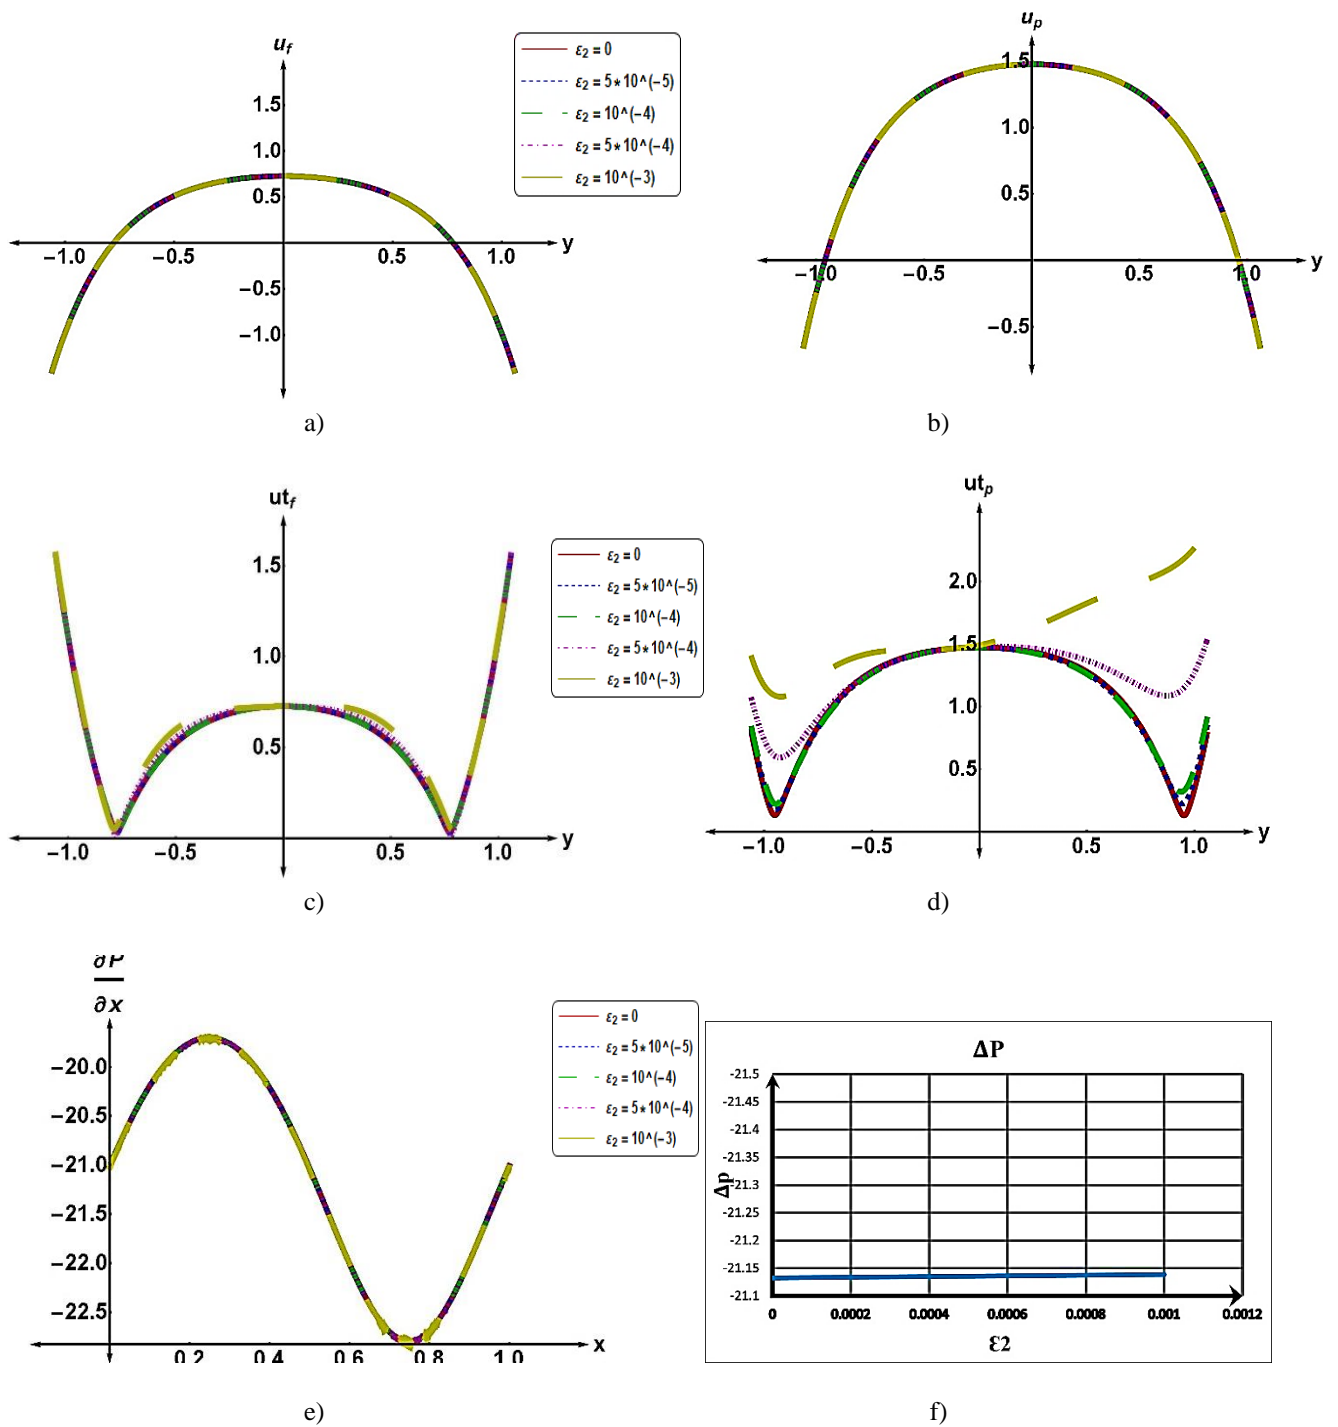 u_f
1.5
1.0
0.5
−1.0 −0.5 0.5 1.0 y
−0.5
−1.0
ε₂ = 0
ε₂ = 5*10^(−5)
ε₂ = 10^(−4)
ε₂ = 5*10^(−4)
ε₂ = 10^(−3)
a)
u_p
1.5
1.0
0.5
−1.0 −0.5 0.5 1.0 y
−0.5
b)
ut_f
1.5
1.0
0.5
−1.0 −0.5 0.5 1.0 y
ε₂ = 0
ε₂ = 5*10^(−5)
ε₂ = 10^(−4)
ε₂ = 5*10^(−4)
ε₂ = 10^(−3)
c)
ut_p
2.0
1.5
1.0
0.5
−1.0 −0.5 0.5 1.0 y
d)
∂P
∂x
−20.0
−20.5
−21.0
−21.5
−22.0
−22.5
0.2 0.4 0.6 0.8 1.0 x
ε₂ = 0
ε₂ = 5*10^(−5)
ε₂ = 10^(−4)
ε₂ = 5*10^(−4)
ε₂ = 10^(−3)
e)
ΔP
-21.5
-21.45
-21.4
-21.35
-21.3
-21.25
-21.2
-21.15
-21.1
Δp
0 0.0002 0.0004 0.0006 0.0008 0.001 0.0012
Ɛ2
f)